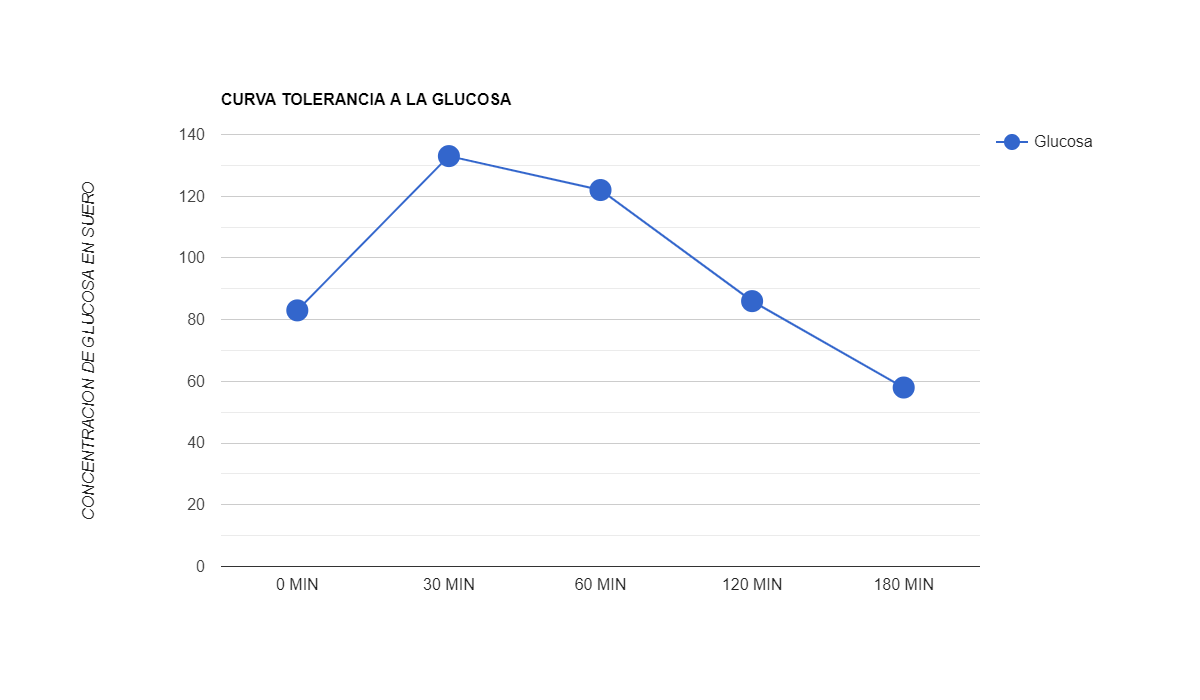 CURVA TOLERANCIA A LA GLUCOSA
Glucosa
CONCENTRACION DE GLUCOSA EN SUERO
140
120
100
80
60
40
20
0
0 MIN
30 MIN
60 MIN
120 MIN
180 MIN